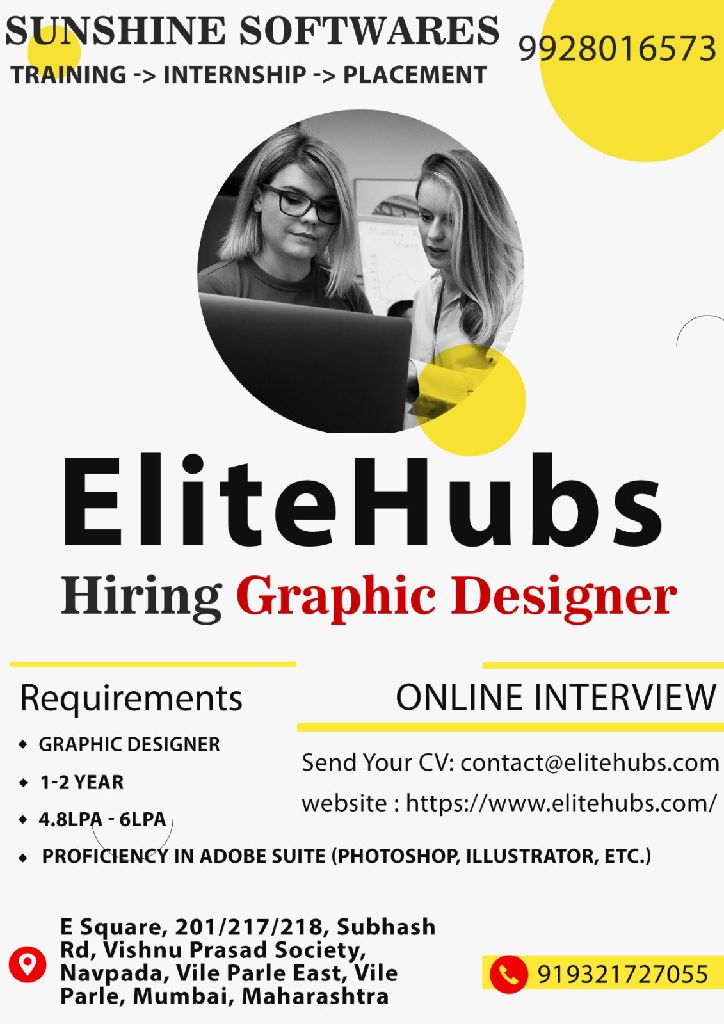 SUNSHINE SOFTWARES
9928016573
TRAINING -> INTERNSHIP -> PLACEMENT
EliteHubs
Hiring Graphic Designer
Requirements
◆ GRAPHIC DESIGNER
◆ 1-2 YEAR
◆ 4.8LPA - 6LPA
◆ PROFICIENCY IN ADOBE SUITE (PHOTOSHOP, ILLUSTRATOR, ETC.)
ONLINE INTERVIEW
Send Your CV: contact@elitehubs.com
website : https://www.elitehubs.com/
E Square, 201/217/218, Subhash
Rd, Vishnu Prasad Society,
Navpada, Vile Parle East, Vile
Parle, Mumbai, Maharashtra
919321727055